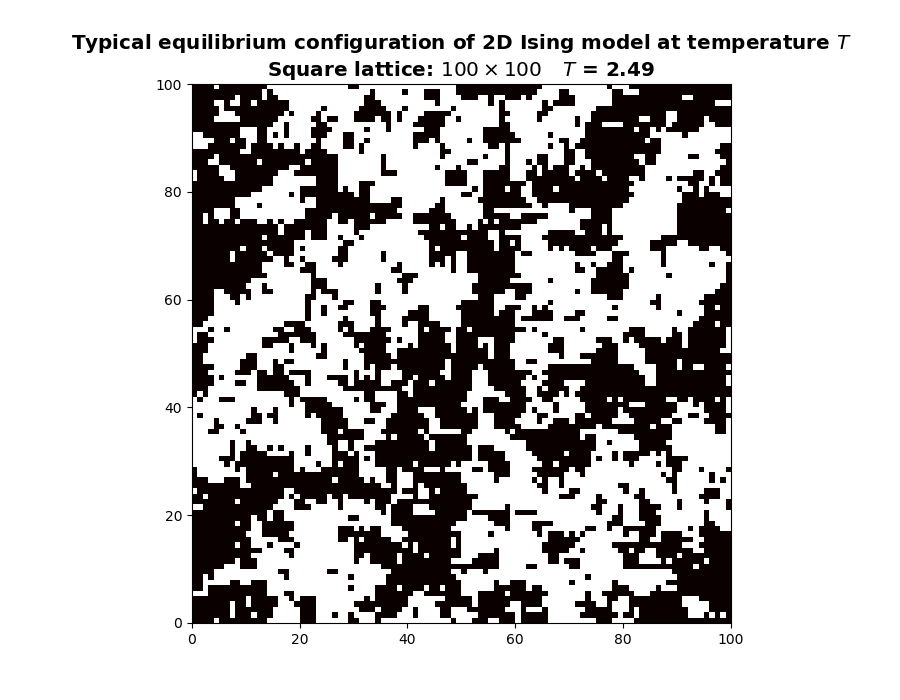 Typical equilibrium configuration of 2D Ising model at temperature T
Square lattice: 100 × 100 T = 2.49
100
80
60
40
20
0
0 20 40 60 80 100